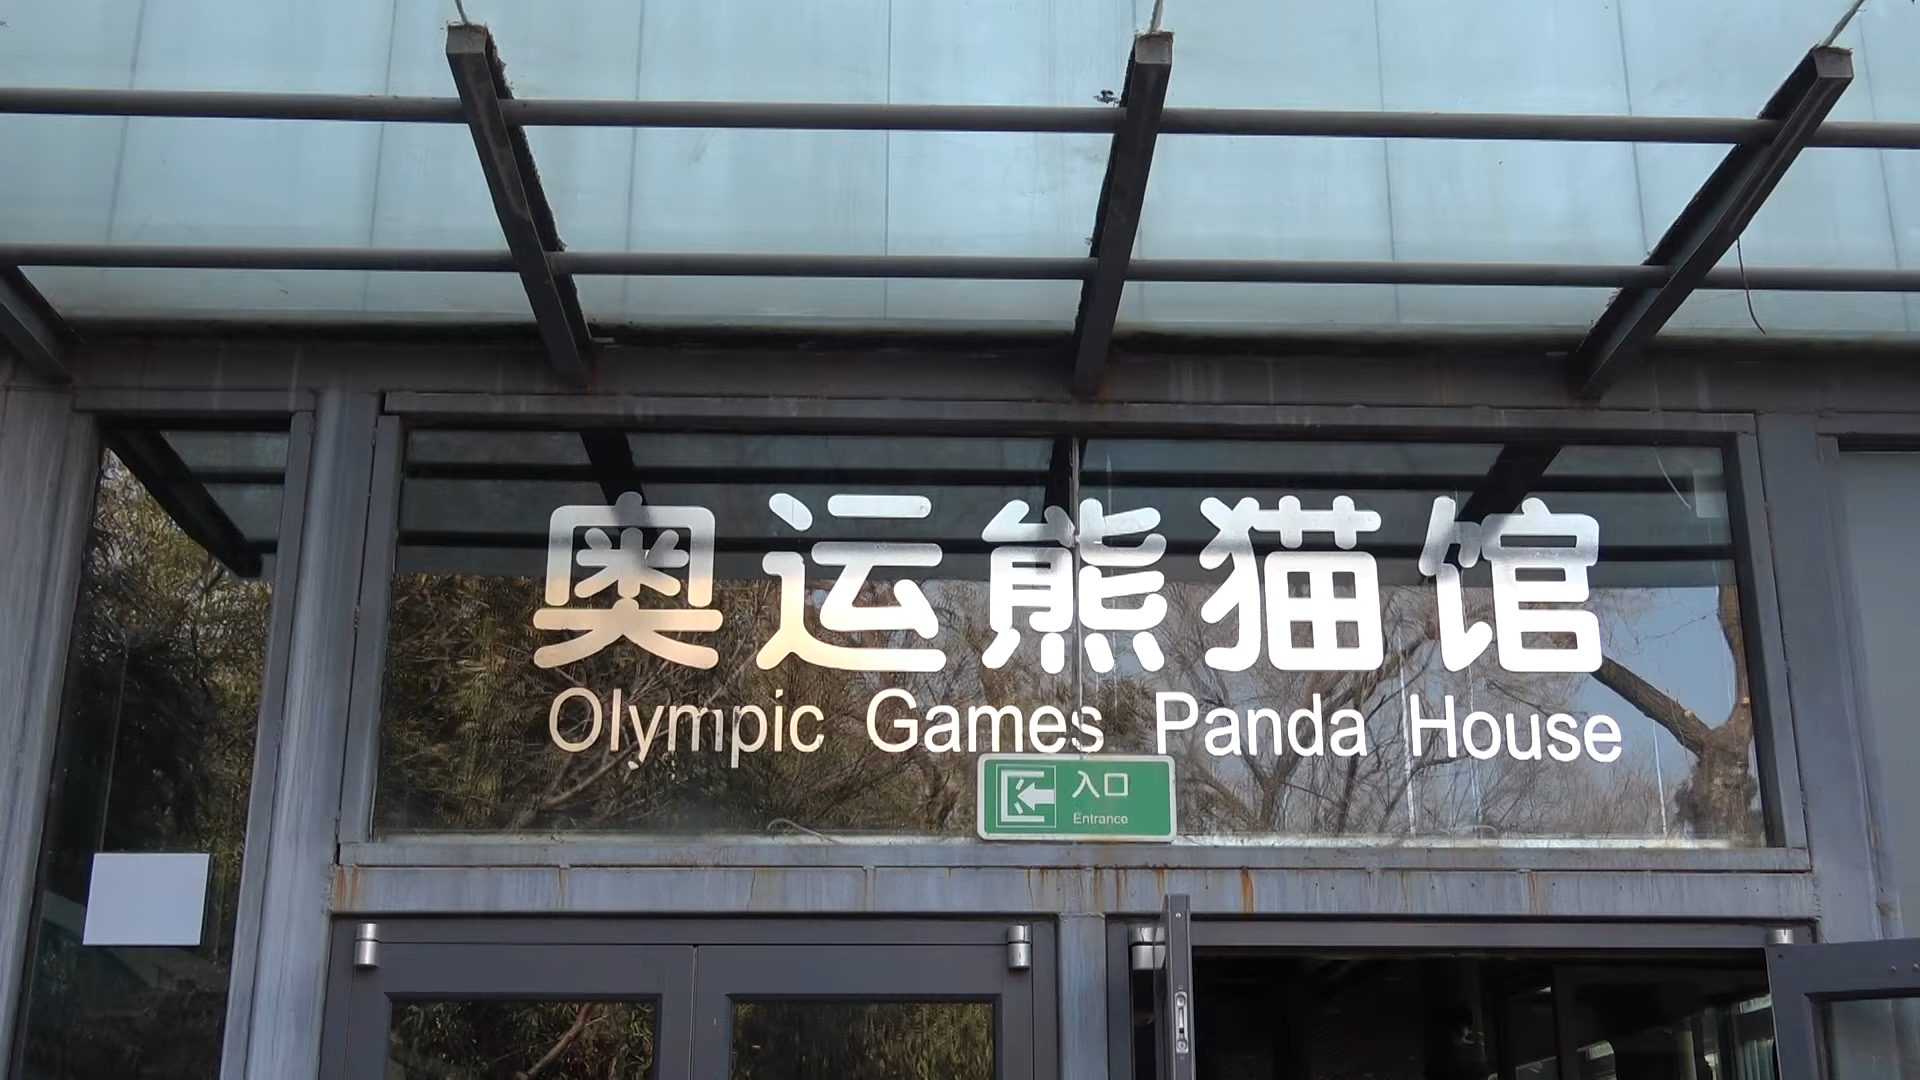 奥运熊猫馆
Olympic Games Panda House
入口
Entrance